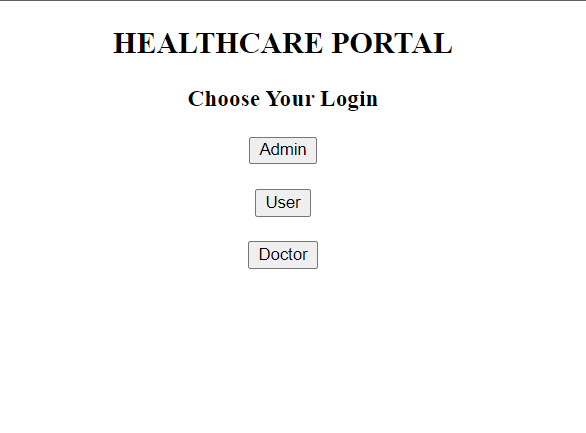 HEALTHCARE PORTAL
Choose Your Login
Admin
User
Doctor